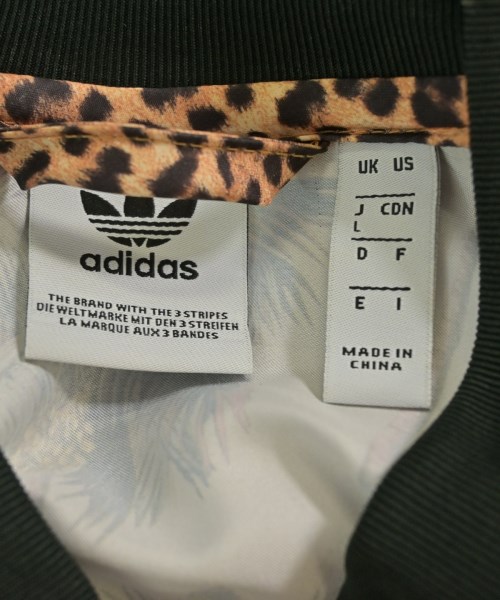 adidas
THE BRAND WITH THE 3 STRIPES
DIE WELTMARKE MIT DEN 3 STREIFEN
LA MARQUE AUX 3 BANDES
UK US
J CDN
L
D F
E I
MADE IN
CHINA